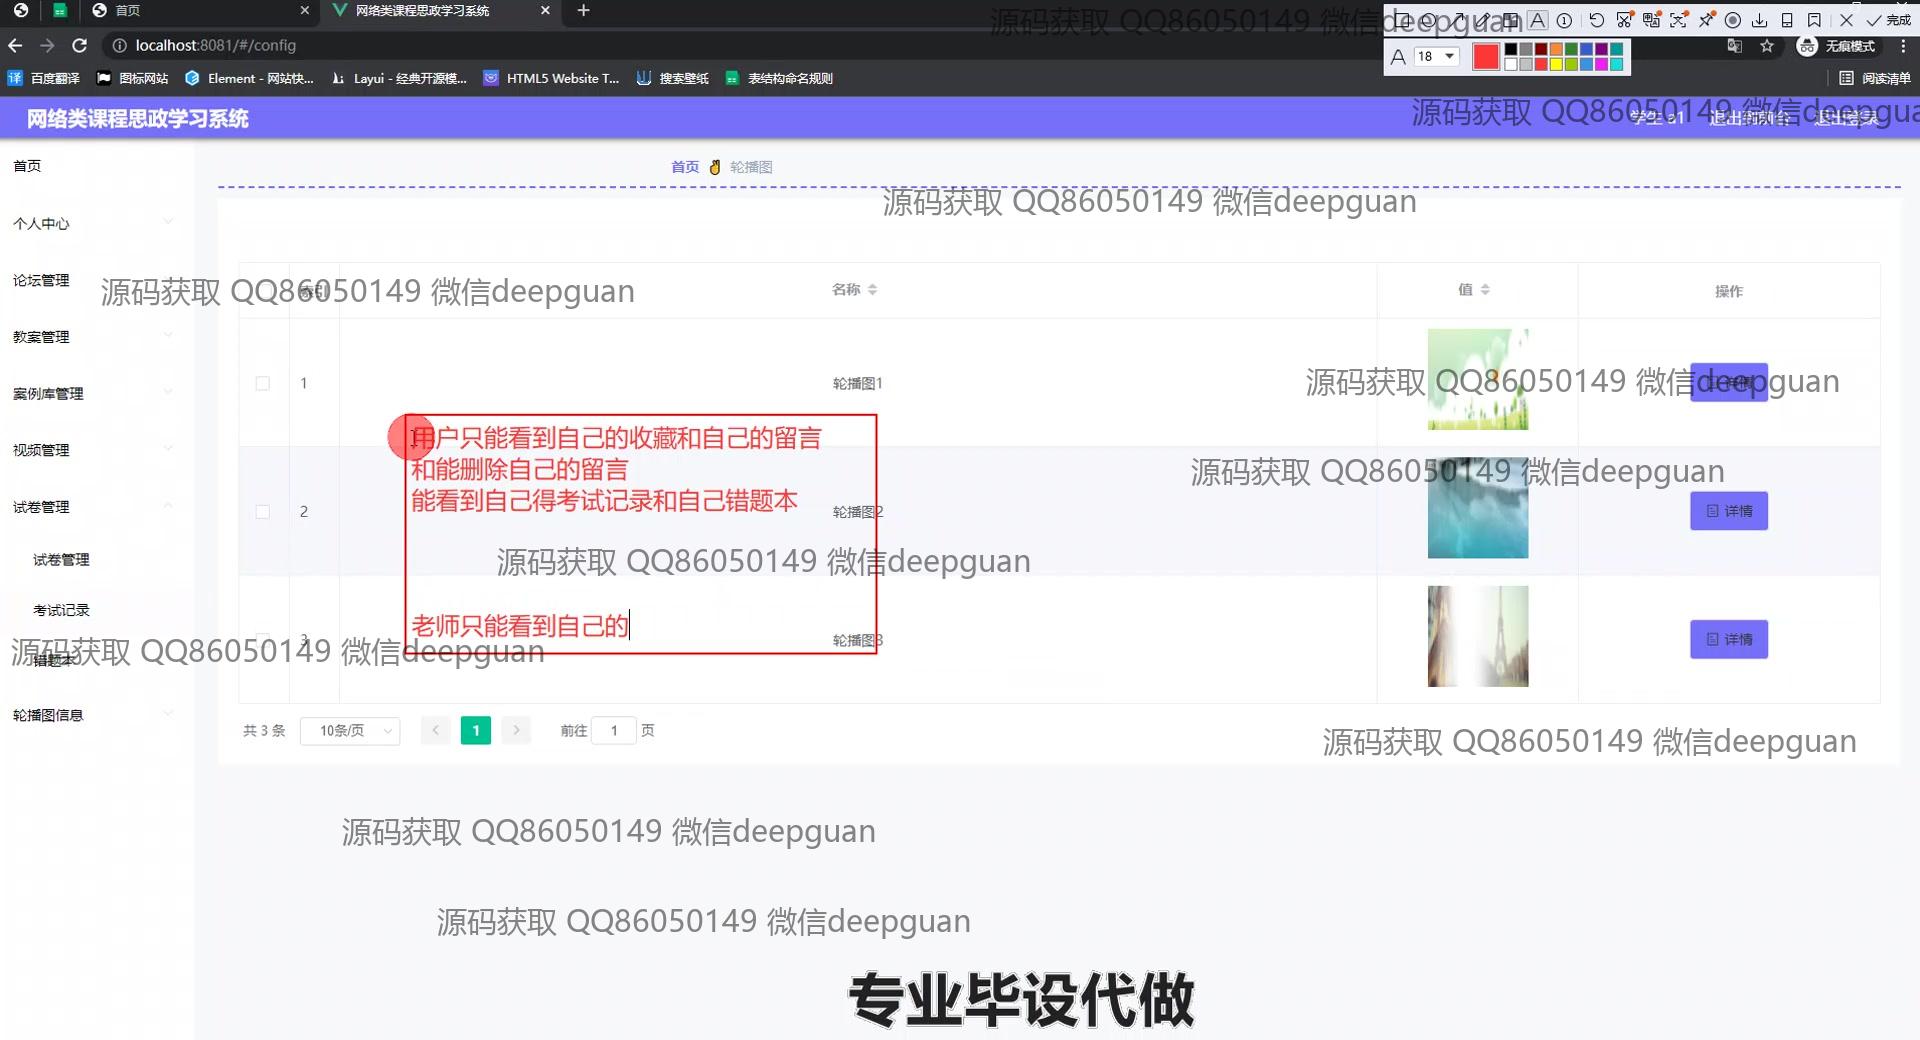 首页
网络类课程思政学习系统
localhost:8081/#/config
无痕模式
18
完成
百度翻译
图标网站
Element - 网站快...
Layui - 经典开源模...
HTML5 Website T...
搜索壁纸
表结构命名规则
阅读清单
源码获取 QQ86050149 微信deepguan
网络类课程思政学习系统
学生 a1
退出登录
源码获取 QQ86050149 微信deepgua
首页
个人中心
论坛管理
教案管理
案例库管理
视频管理
试卷管理
试卷管理
考试记录
错题本
轮播图信息
首页 轮播图
源码获取 QQ86050149 微信deepguan
源码获取 QQ86050149 微信deepguan
索引
名称
值
操作
1
轮播图1
源码获取 QQ86050149 微信deepguan
用户只能看到自己的收藏和自己的留言
和能删除自己的留言
能看到自己得考试记录和自己错题本
老师只能看到自己的
源码获取 QQ86050149 微信deepguan
2
轮播图2
详情
源码获取 QQ86050149 微信deepguan
3
轮播图3
详情
源码获取 QQ86050149 微信deepguan
共 3 条
10条/页
1
前往 1 页
源码获取 QQ86050149 微信deepguan
源码获取 QQ86050149 微信deepguan
源码获取 QQ86050149 微信deepguan
专业毕设代做